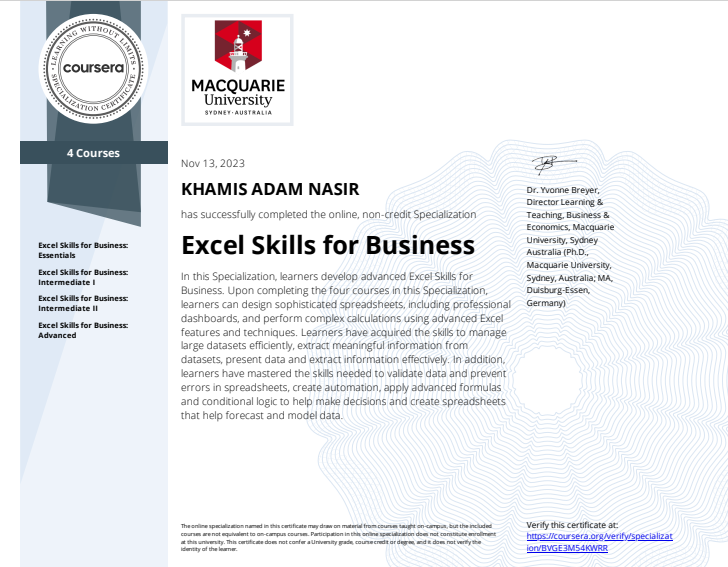 LEARNING WITHOUT LIMITS
coursera
SPECIALIZATION CERTIFICATE
4 Courses
Excel Skills for Business:
Essentials
Excel Skills for Business:
Intermediate I
Excel Skills for Business:
Intermediate II
Excel Skills for Business:
Advanced
MACQUARIE
University
SYDNEY·AUSTRALIA
Nov 13, 2023
KHAMIS ADAM NASIR
has successfully completed the online, non-credit Specialization
Excel Skills for Business
In this Specialization, learners develop advanced Excel Skills for
Business. Upon completing the four courses in this Specialization,
learners can design sophisticated spreadsheets, including professional
dashboards, and perform complex calculations using advanced Excel
features and techniques. Learners have acquired the skills to manage
large datasets efficiently, extract meaningful information from
datasets, present data and extract information effectively. In addition,
learners have mastered the skills needed to validate data and prevent
errors in spreadsheets, create automation, apply advanced formulas
and conditional logic to help make decisions and create spreadsheets
that help forecast and model data.
Dr. Yvonne Breyer,
Director Learning &
Teaching, Business &
Economics, Macquarie
University, Sydney
Australia (Ph.D.,
Macquarie University,
Sydney, Australia; MA,
Duisburg-Essen,
Germany)
The online specialization named in this certificate may draw on material from courses taught on-campus, but the included
courses are not equivalent to on-campus courses. Participation in this online specialization does not constitute enrollment
at this university. This certificate does not confer a University grade, course credit or degree, and it does not verify the
identity of the learner.
Verify this certificate at:
https://coursera.org/verify/specializat
ion/BVGE3M54KWRR